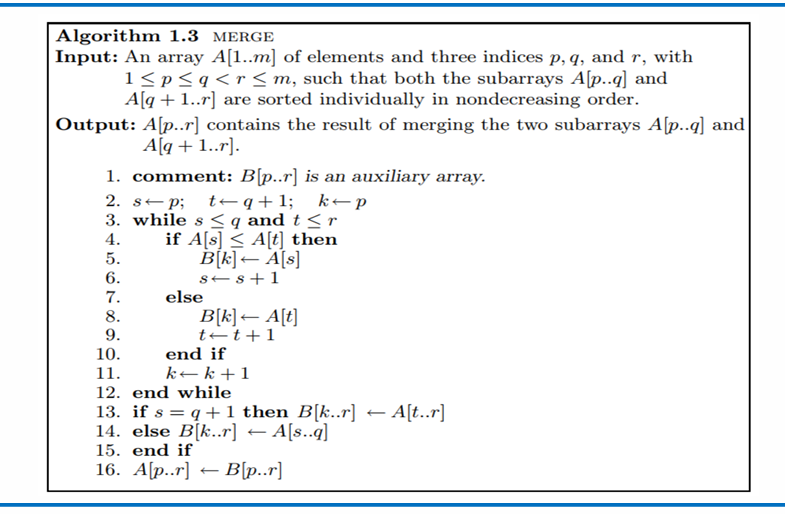 Algorithm 1.3 MERGE
Input: An array A[1..m] of elements and three indices p, q, and r, with
1 ≤ p ≤ q < r ≤ m, such that both the subarrays A[p..q] and
A[q + 1..r] are sorted individually in nondecreasing order.
Output: A[p..r] contains the result of merging the two subarrays A[p..q] and
A[q + 1..r].
1. comment: B[p..r] is an auxiliary array.
2. s← p; t← q + 1; k← p
3. while s ≤ q and t ≤ r
4. if A[s] ≤ A[t] then
5. B[k]← A[s]
6. s← s + 1
7. else
8. B[k]← A[t]
9. t← t + 1
10. end if
11. k← k + 1
12. end while
13. if s = q + 1 then B[k..r] ← A[t..r]
14. else B[k..r] ← A[s..q]
15. end if
16. A[p..r] ← B[p..r]